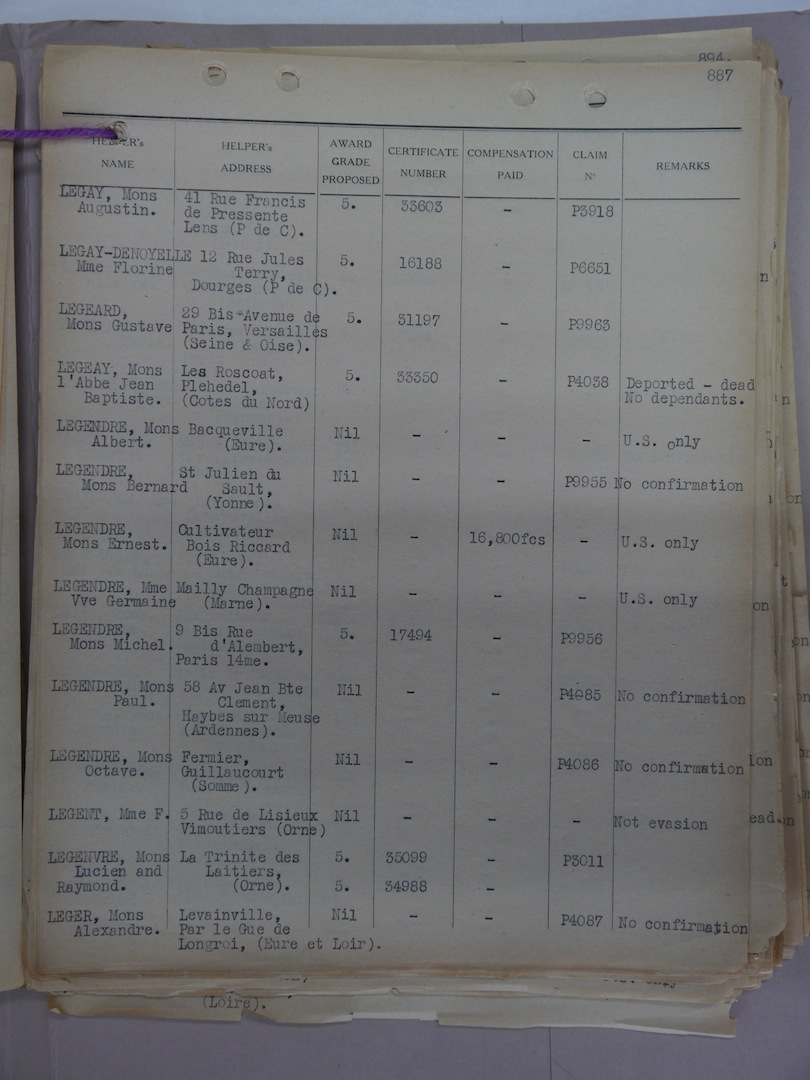 894.
887
HELPER's NAME HELPER's ADDRESS AWARD GRADE PROPOSED CERTIFICATE NUMBER COMPENSATION PAID CLAIM No REMARKS
LEGAY, Mons 41 Rue Francis 5. 33603 - P3918
Augustin. de Pressente
Lens (P de C).
LEGAY-DENOYELLE 12 Rue Jules 5. 16188 - P6651
Mme Florine Terry,
Dourges (P de C).
LEGEARD, 29 Bis Avenue de 5. 31197 - P9963
Mons Gustave Paris, Versailles
(Seine & Oise).
LEGEAY, Mons Les Roscoat, 5. 33350 - P4038 Deported - dead
l'Abbe Jean Plehedel, No dependants.
Baptiste. (Cotes du Nord)
LEGENDRE, Mons Bacqueville Nil - - - U.S. only
Albert. (Eure).
LEGENDRE, St Julien du Nil - - P9955 No confirmation
Mons Bernard Sault,
(Yonne).
LEGENDRE, Cultivateur Nil - 16,800fcs - U.S. only
Mons Ernest. Bois Riccard
(Eure).
LEGENDRE, Mme Mailly Champagne Nil - - - U.S. only
Vve Germaine (Marne).
LEGENDRE, 9 Bis Rue 5. 17494 - P9956
Mons Michel. d'Alembert,
Paris 14me.
LEGENDRE, Mons 58 Av Jean Bte Nil - - P4085 No confirmation
Paul. Clement,
Haybes sur Meuse
(Ardennes).
LEGENDRE, Mons Fermier, Nil - - P4086 No confirmation
Octave. Guillaucourt
(Somme).
LEGENT, Mme F. 5 Rue de Lisieux Nil - - - Not evasion
Vimoutiers (Orne)
LEGENVRE, Mons La Trinite des 5. 35099 - P3011
Lucien and Laitiers,
Raymond. (Orne). 5. 34988 -
LEGER, Mons Levainville, Nil - - P4087 No confirmation
Alexandre. Par le Gue de
Longroi, (Eure et Loir).
(Loire).